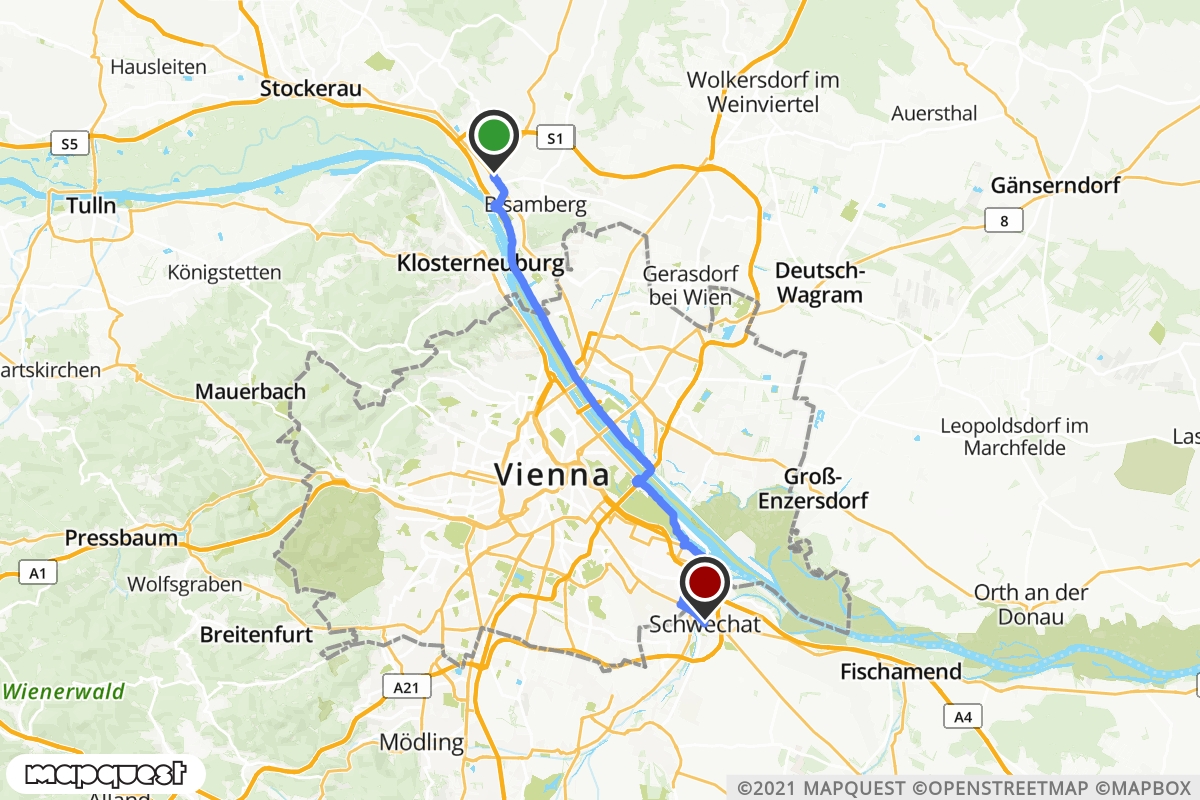 Hausleiten
Stockerau
Wolkersdorf im
Weinviertel
Auersthal
S5
S1
Tulln
Bisamberg
Gänserndorf
8
Königstetten
Klosterneuburg
Gerasdorf
bei Wien
Deutsch-
Wagram
artskirchen
Mauerbach
Leopoldsdorf im
Marchfelde
Las
Vienna
Groß-
Enzersdorf
Pressbaum
A1
Wolfsgraben
Orth an der
Donau
Breitenfurt
Schwechat
Fischamend
Wienerwald
A21
A4
Mödling
mapquest
Alland
©2021 MAPQUEST ©OPENSTREETMAP ©MAPBOX